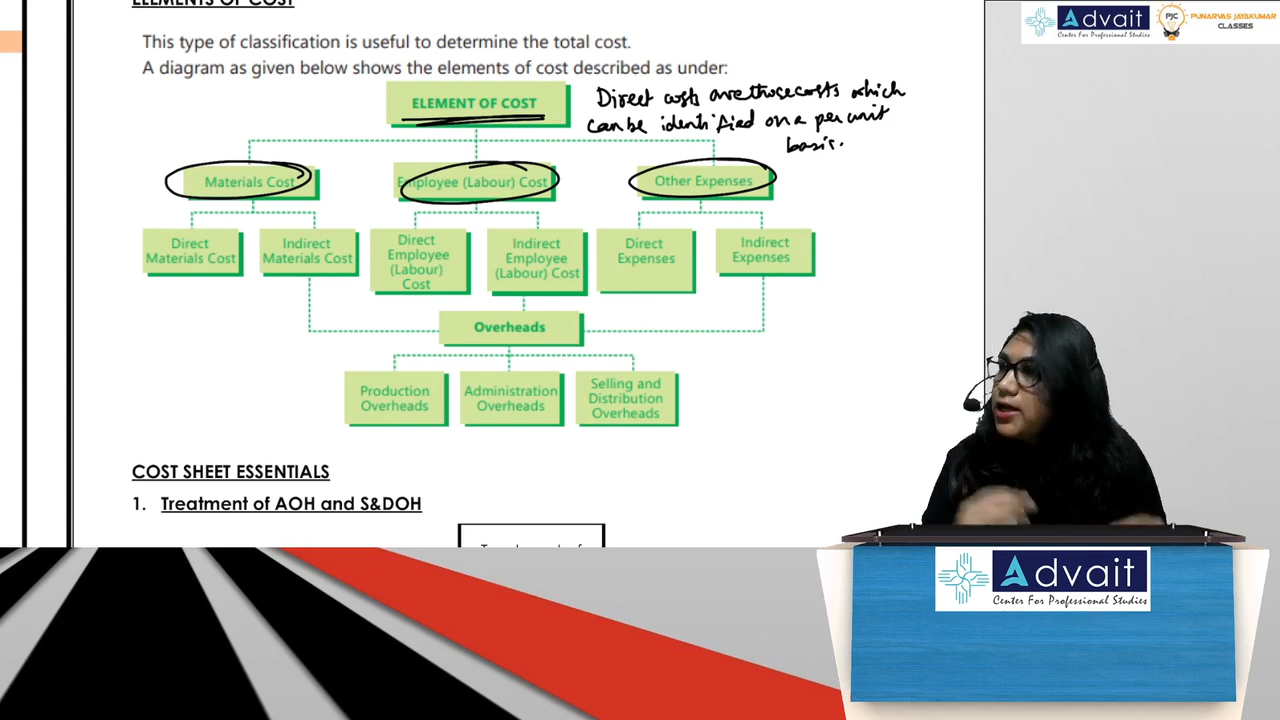 ELEMENTS OF COST
This type of classification is useful to determine the total cost.
A diagram as given below shows the elements of cost described as under:
ELEMENT OF COST
Direct costs are those costs which
can be identified on a per unit
basis.
Materials Cost
Employee (Labour) Cost
Other Expenses
Direct
Materials Cost
Indirect
Materials Cost
Direct
Employee
(Labour)
Cost
Indirect
Employee
(Labour) Cost
Direct
Expenses
Indirect
Expenses
Overheads
Production
Overheads
Administration
Overheads
Selling and
Distribution
Overheads
COST SHEET ESSENTIALS
1. Treatment of AOH and S&DOH
Advait
Center For Professional Studies
PJC
PUNARVAS JAYAKUMAR
CLASSES
Advait
Center For Professional Studies